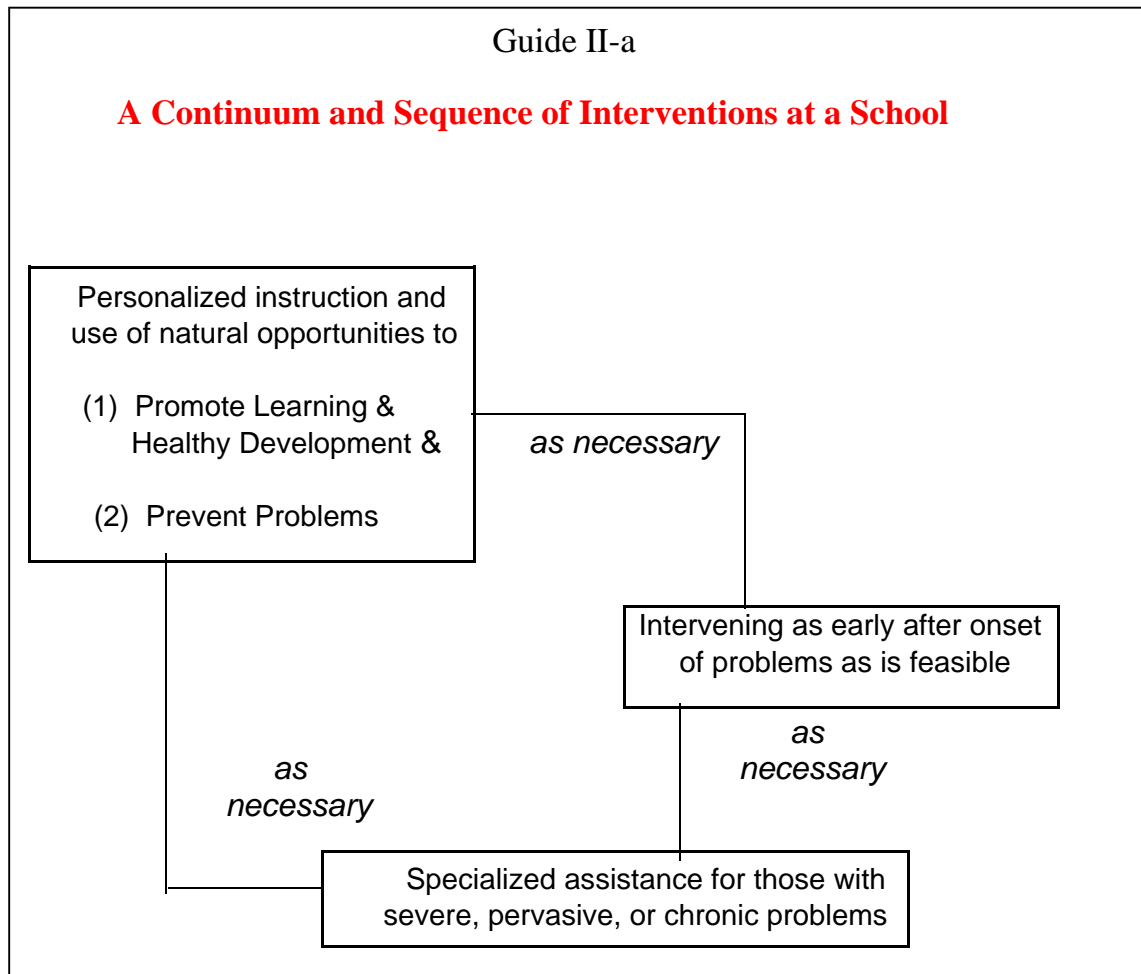 Guide II-a
A Continuum and Sequence of Interventions at a School
Personalized instruction and
use of natural opportunities to
(1) Promote Learning &
Healthy Development &
(2) Prevent Problems
as necessary
Intervening as early after onset
of problems as is feasible
as
necessary
as
necessary
Specialized assistance for those with
severe, pervasive, or chronic problems